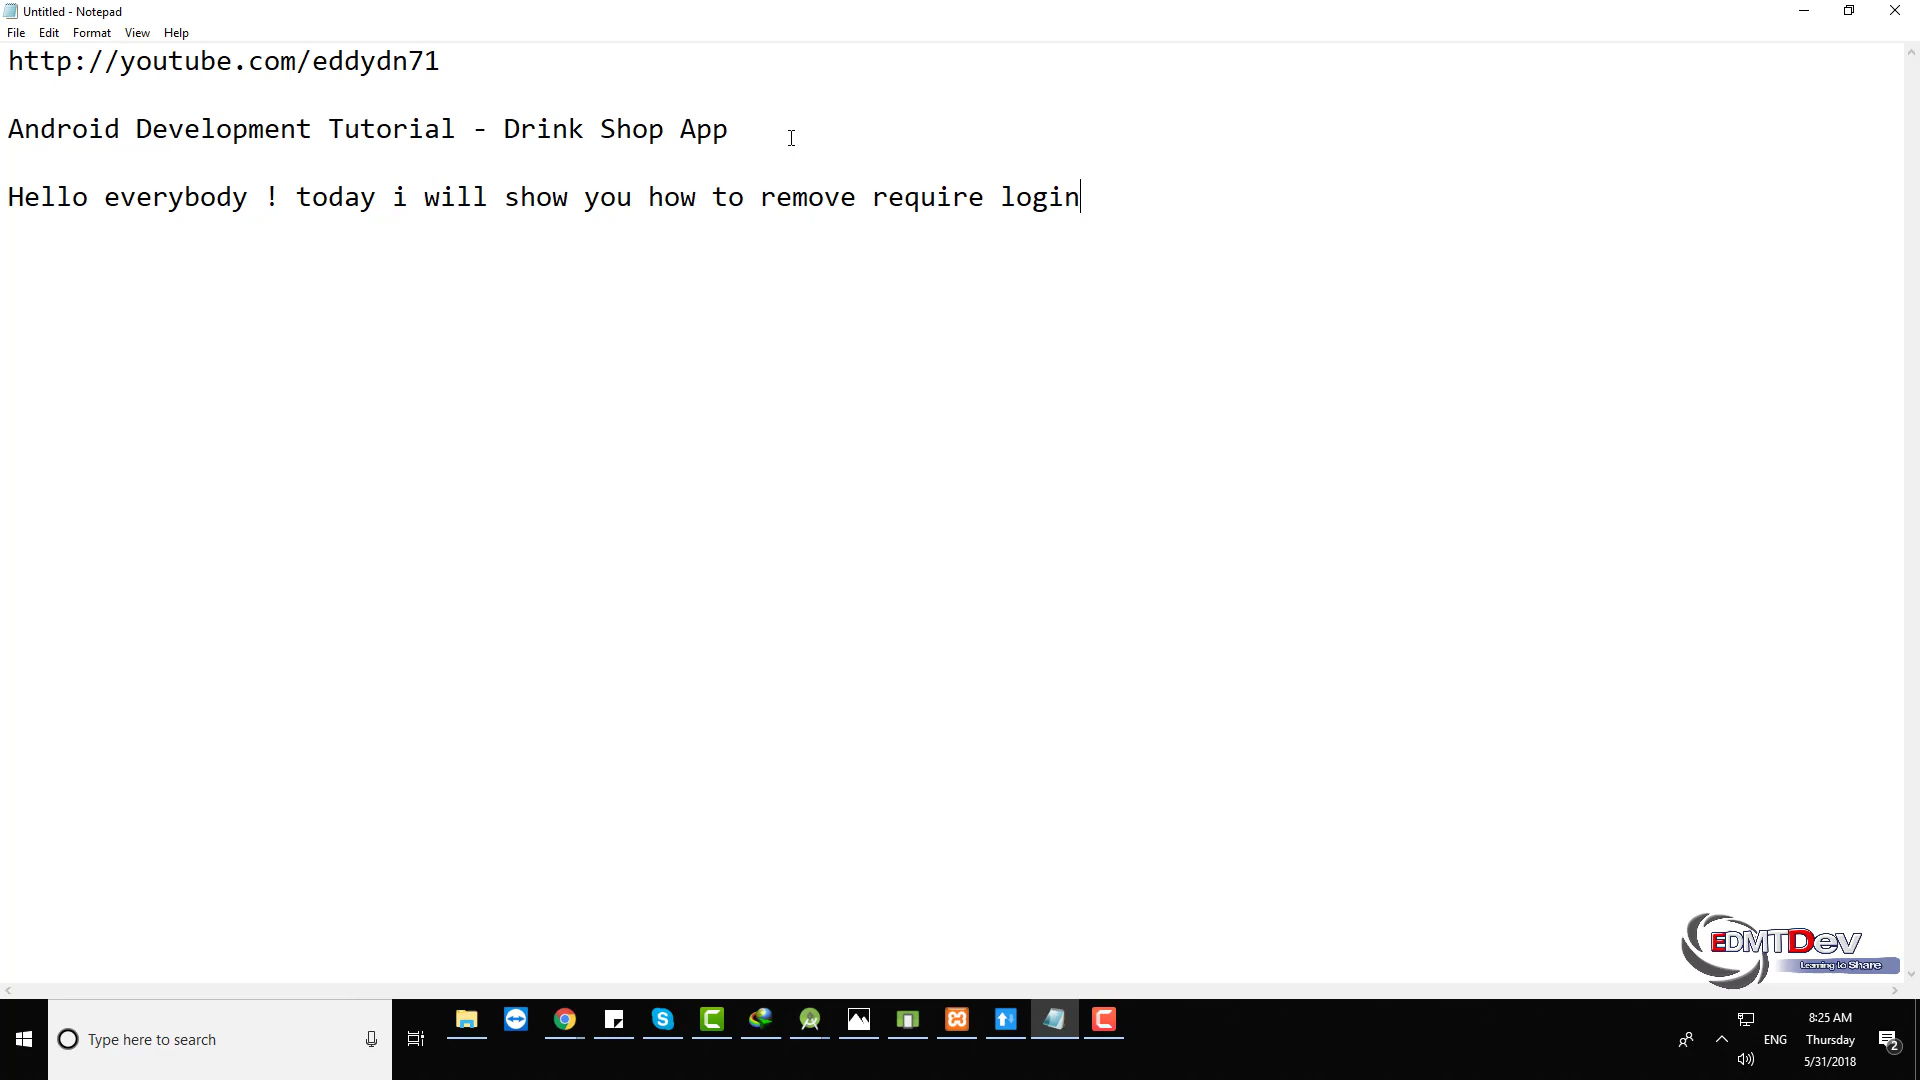 Untitled - Notepad
File Edit Format View Help
http://youtube.com/eddydn71
Android Development Tutorial - Drink Shop App
Hello everybody ! today i will show you how to remove require login
EDMTDev
Learning to Share
Type here to search
ENG
8:25 AM
Thursday
5/31/2018
2